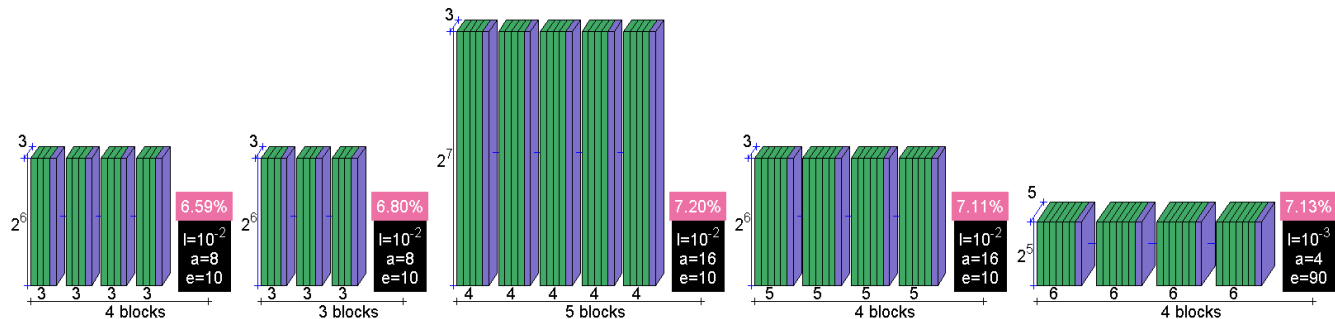 3
2^6
3 3 3 3
4 blocks
6.59%
l=10^-2
a=8
e=10
3
2^6
3 3 3
3 blocks
6.80%
l=10^-2
a=8
e=10
3
2^7
4 4 4 4 4
5 blocks
7.20%
l=10^-2
a=16
e=10
3
2^6
5 5 5 5
4 blocks
7.11%
l=10^-2
a=16
e=10
5
2^5
6 6 6 6
4 blocks
7.13%
l=10^-3
a=4
e=90